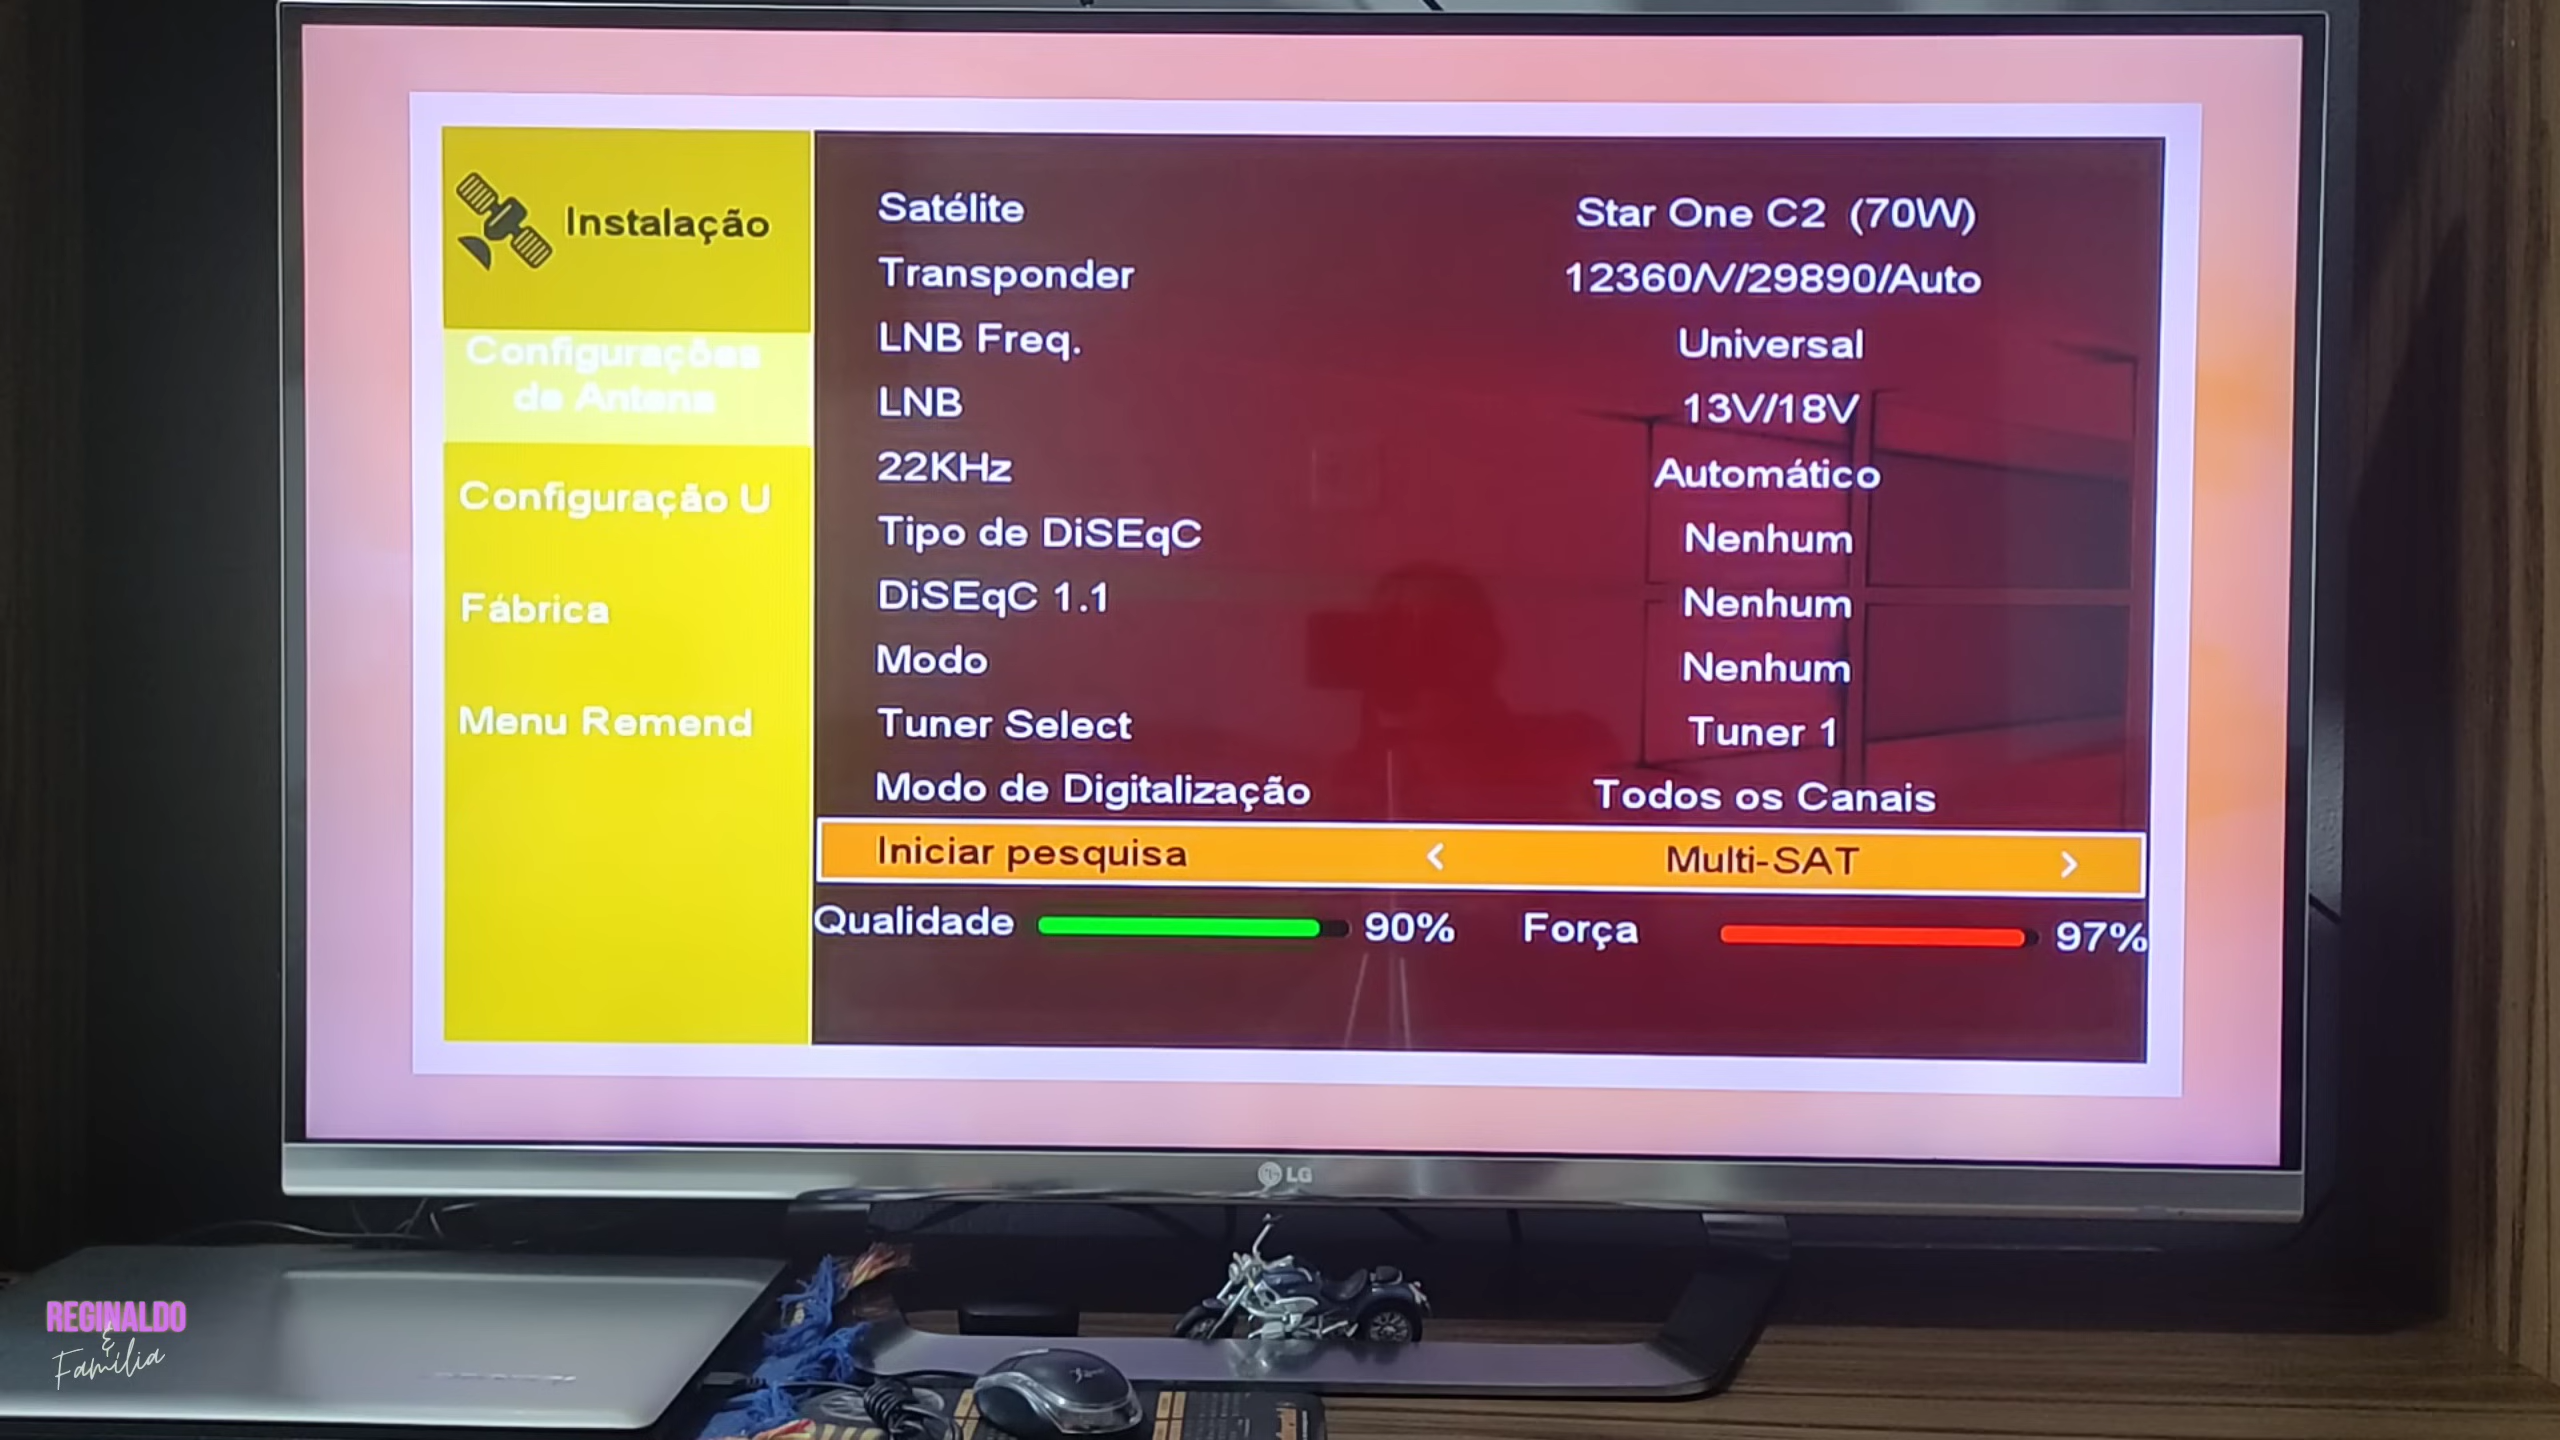 Instalação
Configurações
de Antena
Configuração U
Fábrica
Menu Remend
Satélite Star One C2 (70W)
Transponder 12360/V/29890/Auto
LNB Freq. Universal
LNB 13V/18V
22KHz Automático
Tipo de DiSEqC Nenhum
DiSEqC 1.1 Nenhum
Modo Nenhum
Tuner Select Tuner 1
Modo de Digitalização Todos os Canais
Iniciar pesquisa < Multi-SAT >
Qualidade 90% Força 97%
LG
REGINALDO
&
Família